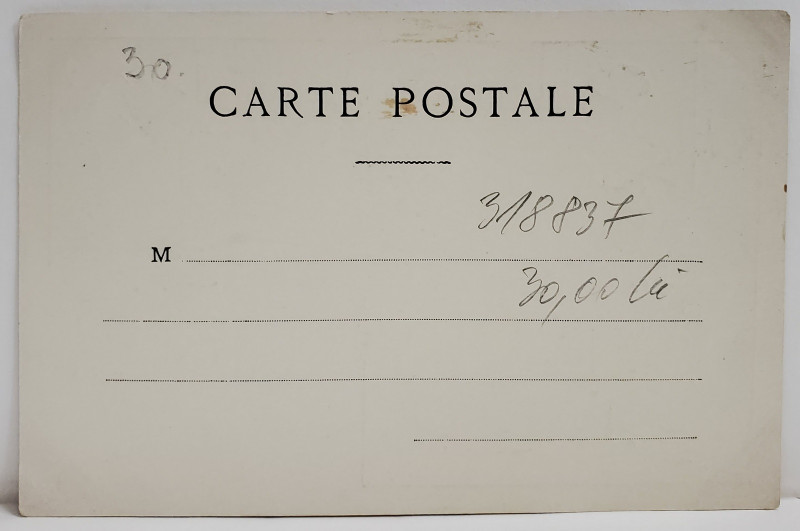 30.
CARTE POSTALE
318837
M
30,00 lei